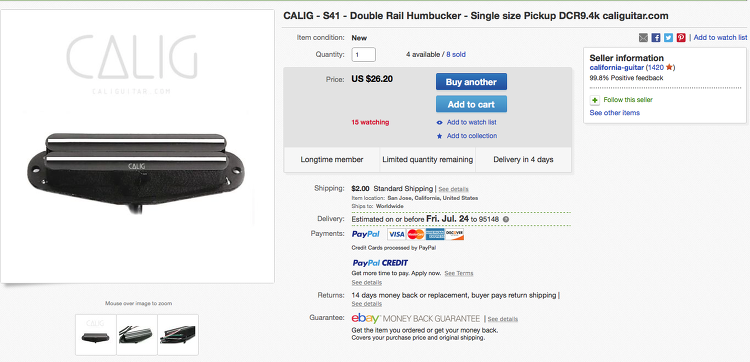 CALIG - S41 - Double Rail Humbucker - Single size Pickup DCR9.4k caliguitar.com
CALIG
CALIGUITAR.COM
CALIG
Mouse over image to zoom
Item condition: New
Quantity: 1 4 available / 8 sold
Price: US $26.20
Buy another
Add to cart
15 watching
Add to watch list
Add to collection
Longtime member Limited quantity remaining Delivery in 4 days
Shipping: $2.00 Standard Shipping | See details
Item location: San Jose, California, United States
Ships to: Worldwide
Delivery: Estimated on or before Fri. Jul. 24 to 95148
Payments: PayPal VISA MasterCard AMERICAN EXPRESS DISCOVER
Credit Cards processed by PayPal
PayPal CREDIT
Get more time to pay. Apply now. See Terms
See details
Returns: 14 days money back or replacement, buyer pays return shipping |
See details
Guarantee: ebay MONEY BACK GUARANTEE | See details
Get the item you ordered or get your money back.
Covers your purchase price and original shipping.
| Add to watch list
Seller information
california-guitar (1420 )
99.8% Positive feedback
Follow this seller
See other items